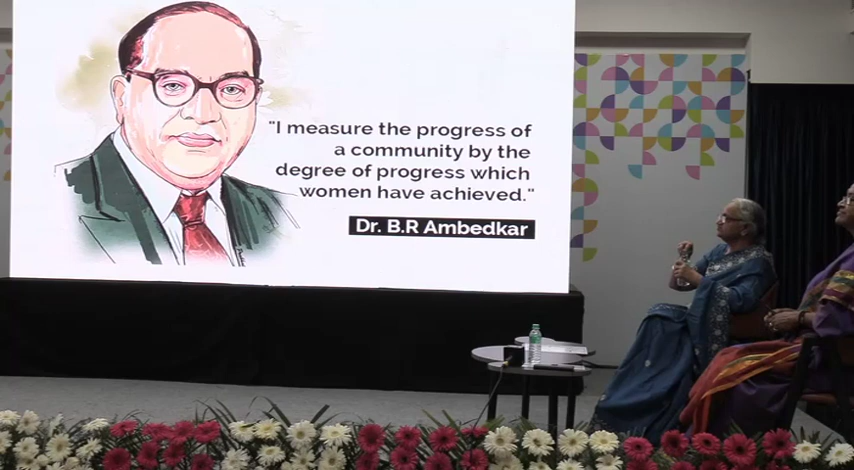 "I measure the progress of
a community by the
degree of progress which
women have achieved."
Dr. B.R Ambedkar